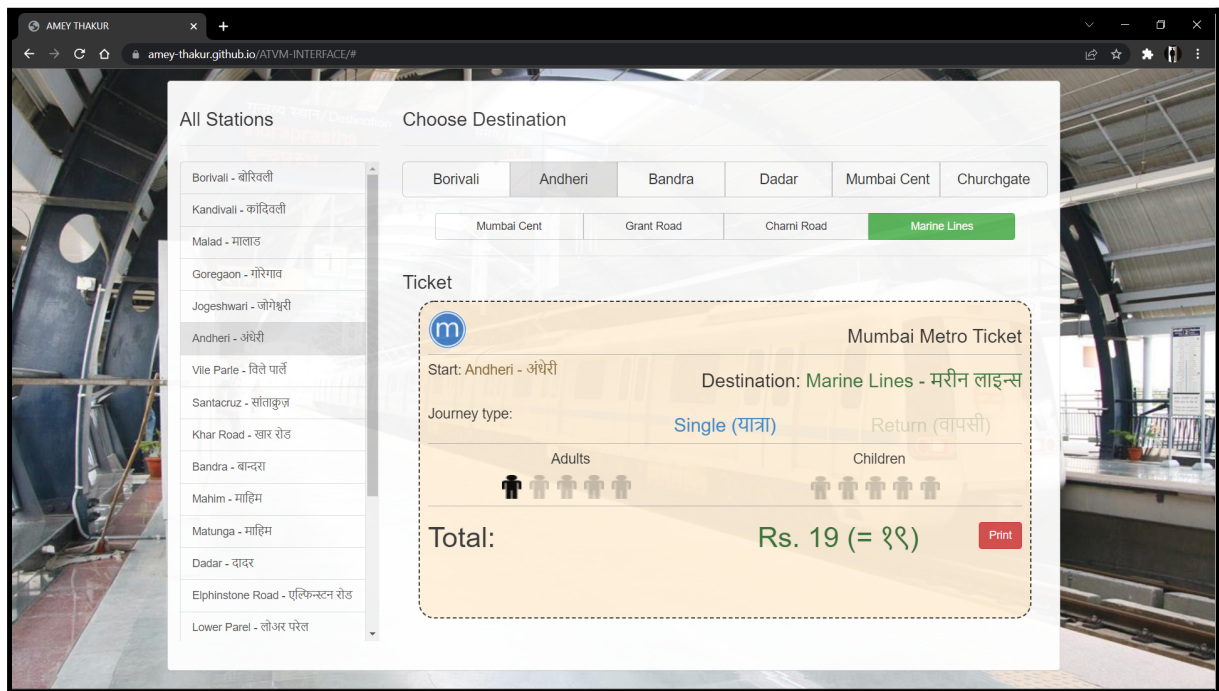 AMEY THAKUR
amey-thakur.github.io/ATVM-INTERFACE/#
All Stations
Borivali - बोरिवली
Kandivali - कांदिवली
Malad - मालाड
Goregaon - गोरेगाव
Jogeshwari - जोगेश्वरी
Andheri - अंधेरी
Vile Parle - विले पार्ले
Santacruz - सांताक्रुज़
Khar Road - खार रोड
Bandra - बान्दरा
Mahim - माहिम
Matunga - माहिम
Dadar - दादर
Elphinstone Road - एल्फिन्स्टन रोड
Lower Parel - लोअर परेल
Choose Destination
Borivali Andheri Bandra Dadar Mumbai Cent Churchgate
Mumbai Cent Grant Road Charni Road Marine Lines
Ticket
m
Mumbai Metro Ticket
Start: Andheri - अंधेरी
Destination: Marine Lines - मरीन लाइन्स
Journey type:
Single (यात्रा) Return (वापसी)
Adults Children
Total: Rs. 19 (= १९) Print